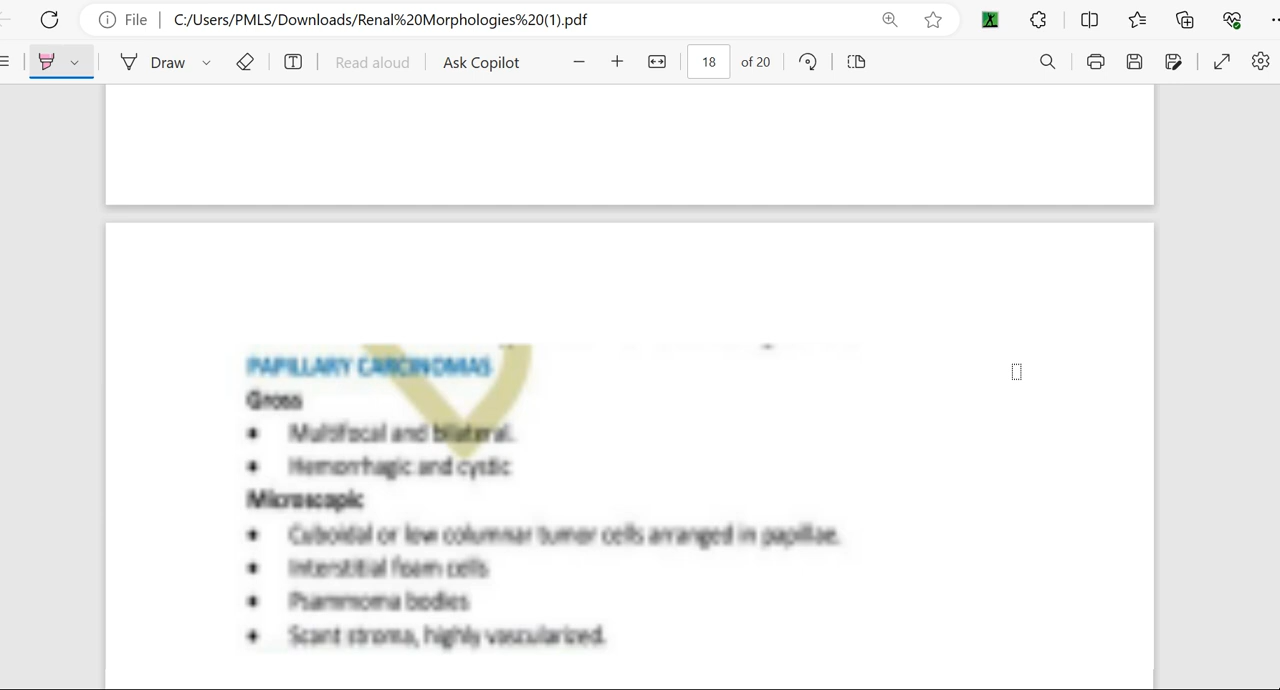 File C:/Users/PMLS/Downloads/Renal%20Morphologies%20(1).pdf
Draw Read aloud Ask Copilot 18 of 20
PAPILLARY CARCINOMAS
Gross
• Multifocal and bilateral.
• Hemorrhagic and cystic
Microscopic
• Cuboidal or low columnar tumor cells arranged in papillae.
• Interstitial foam cells
• Psammoma bodies
• Scant stroma, highly vascularized.